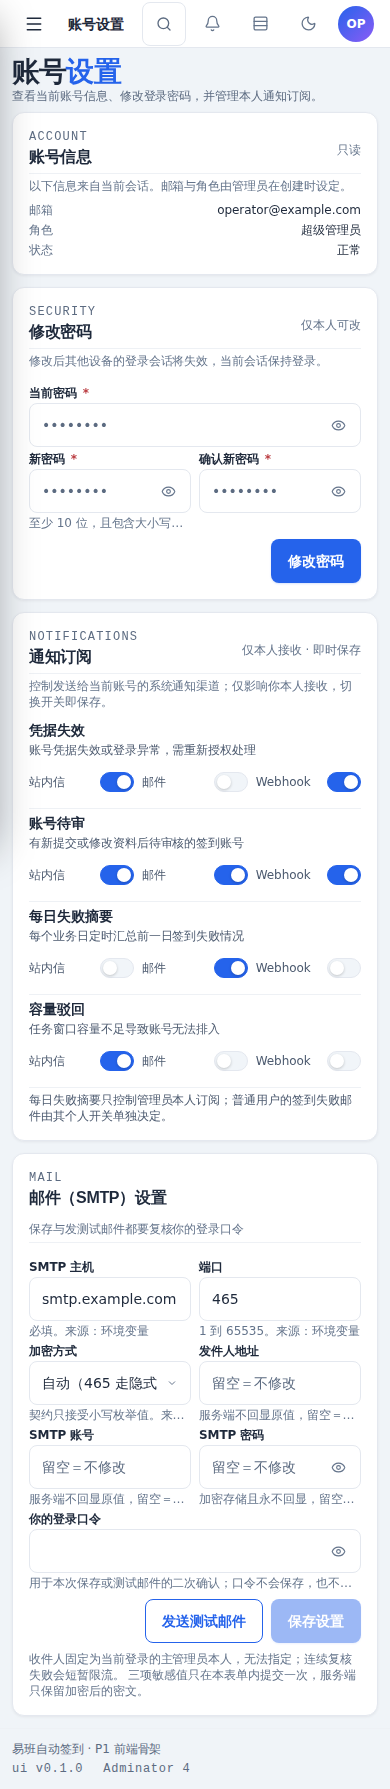 账号设置
OP
账号设置
查看当前账号信息、修改登录密码，并管理本人通知订阅。
ACCOUNT
账号信息
只读
以下信息来自当前会话。邮箱与角色由管理员在创建时设定。
邮箱 operator@example.com
角色 超级管理员
状态 正常
SECURITY
修改密码
仅本人可改
修改后其他设备的登录会话将失效，当前会话保持登录。
当前密码 *
••••••••
新密码 * 确认新密码 *
•••••••• ••••••••
至少 10 位，且包含大小写…
修改密码
NOTIFICATIONS
通知订阅
仅本人接收 · 即时保存
控制发送给当前账号的系统通知渠道；仅影响你本人接收，切
换开关即保存。
凭据失效
账号凭据失效或登录异常，需重新授权处理
站内信 邮件 Webhook
账号待审
有新提交或修改资料后待审核的签到账号
站内信 邮件 Webhook
每日失败摘要
每个业务日定时汇总前一日签到失败情况
站内信 邮件 Webhook
容量驳回
任务窗口容量不足导致账号无法排入
站内信 邮件 Webhook
每日失败摘要只控制管理员本人订阅；普通用户的签到失败邮
件由其个人开关单独决定。
MAIL
邮件（SMTP）设置
保存与发测试邮件都要复核你的登录口令
SMTP 主机 端口
smtp.example.com 465
必填。来源：环境变量 1 到 65535。来源：环境变量
加密方式 发件人地址
自动（465 走隐式 留空＝不修改
契约只接受小写枚举值。来… 服务端不回显原值，留空＝…
SMTP 账号 SMTP 密码
留空＝不修改 留空＝不修改
服务端不回显原值，留空＝… 加密存储且永不回显，留空…
你的登录口令
用于本次保存或测试邮件的二次确认；口令不会保存，也不…
发送测试邮件 保存设置
收件人固定为当前登录的主管理员本人，无法指定；连续复核
失败会短暂限流。 三项敏感值只在本表单内提交一次，服务端
只保留加密后的密文。
易班自动签到 · P1 前端骨架
ui v0.1.0 Adminator 4